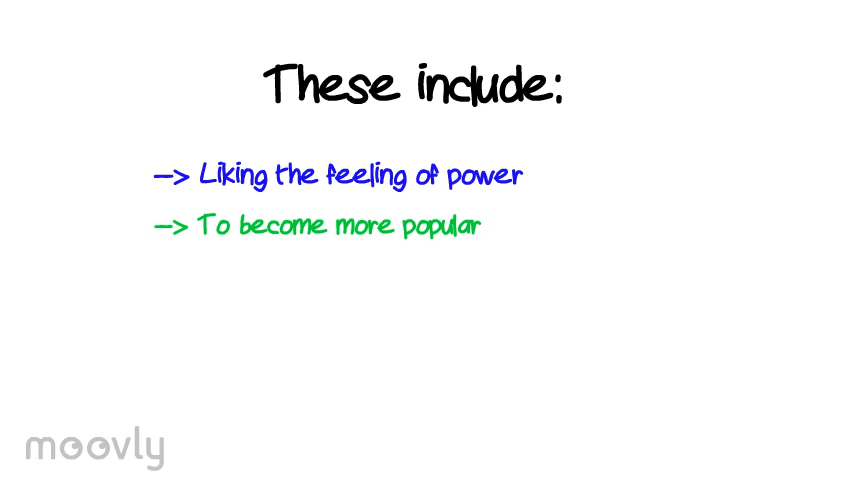 These include:
—> Liking the feeling of power
—> To become more popular
moovly